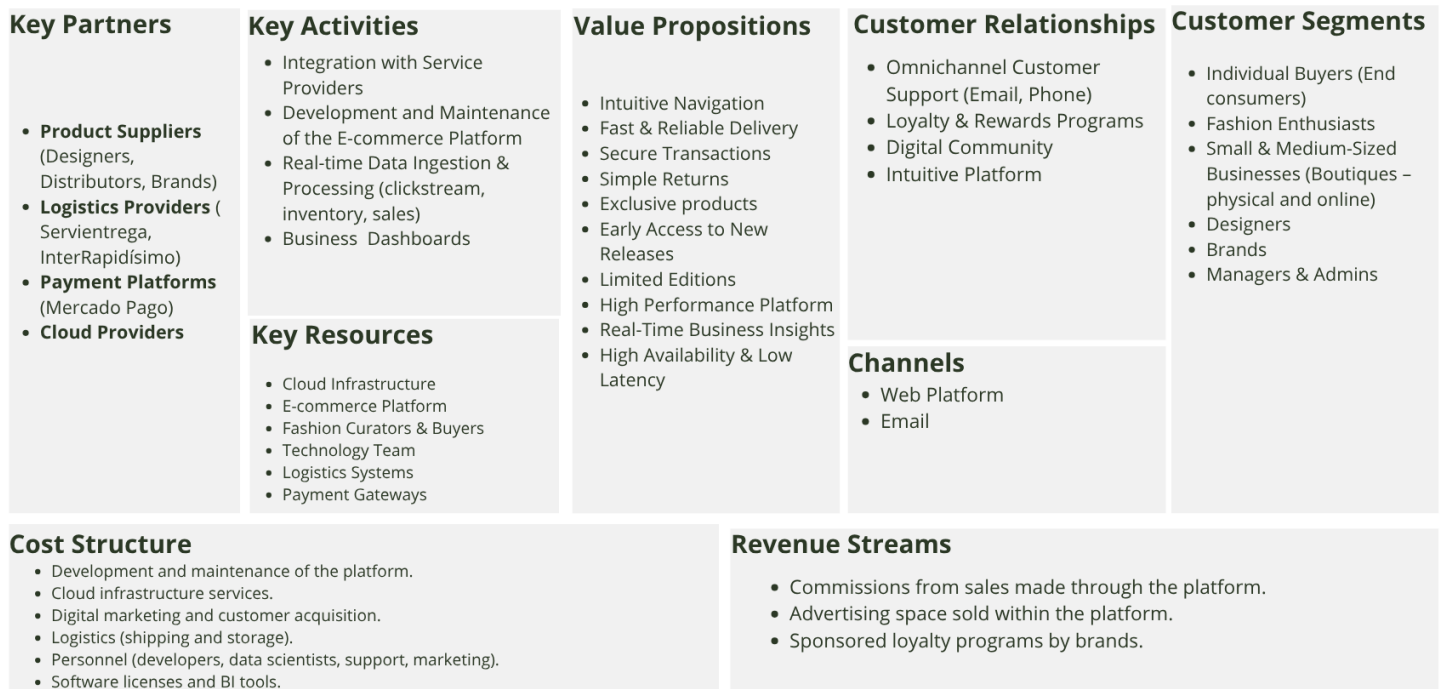 Key Partners
Product Suppliers
(Designers,
Distributors, Brands)
Logistics Providers (
Servientrega,
InterRapidísimo)
Payment Platforms
(Mercado Pago)
Cloud Providers
Key Activities
Integration with Service
Providers
Development and Maintenance
of the E-commerce Platform
Real-time Data Ingestion &
Processing (clickstream,
inventory, sales)
Business Dashboards
Key Resources
Cloud Infrastructure
E-commerce Platform
Fashion Curators & Buyers
Technology Team
Logistics Systems
Payment Gateways
Value Propositions
Intuitive Navigation
Fast & Reliable Delivery
Secure Transactions
Simple Returns
Exclusive products
Early Access to New
Releases
Limited Editions
High Performance Platform
Real-Time Business Insights
High Availability & Low
Latency
Customer Relationships
Omnichannel Customer
Support (Email, Phone)
Loyalty & Rewards Programs
Digital Community
Intuitive Platform
Channels
Web Platform
Email
Customer Segments
Individual Buyers (End
consumers)
Fashion Enthusiasts
Small & Medium-Sized
Businesses (Boutiques –
physical and online)
Designers
Brands
Managers & Admins
Cost Structure
Development and maintenance of the platform.
Cloud infrastructure services.
Digital marketing and customer acquisition.
Logistics (shipping and storage).
Personnel (developers, data scientists, support, marketing).
Software licenses and BI tools.
Revenue Streams
Commissions from sales made through the platform.
Advertising space sold within the platform.
Sponsored loyalty programs by brands.